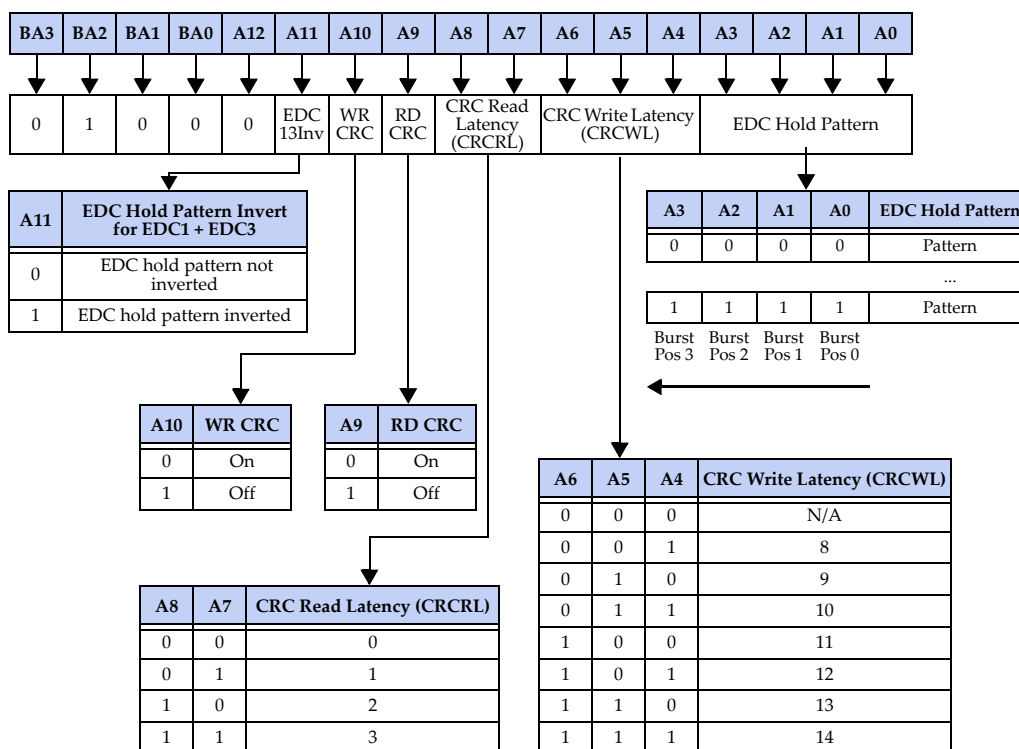 BA3 BA2 BA1 BA0 A12 A11 A10 A9 A8 A7 A6 A5 A4 A3 A2 A1 A0
0 1 0 0 0 EDC 13Inv WR CRC RD CRC CRC Read Latency (CRCRL) CRC Write Latency (CRCWL) EDC Hold Pattern
A11 EDC Hold Pattern Invert for EDC1 + EDC3
0 EDC hold pattern not inverted
1 EDC hold pattern inverted
A3 A2 A1 A0 EDC Hold Pattern
0 0 0 0 Pattern
...
1 1 1 1 Pattern
Burst Burst Burst Burst
Pos 3 Pos 2 Pos 1 Pos 0
A10 WR CRC
0 On
1 Off
A9 RD CRC
0 On
1 Off
A8 A7 CRC Read Latency (CRCRL)
0 0 0
0 1 1
1 0 2
1 1 3
A6 A5 A4 CRC Write Latency (CRCWL)
0 0 0 N/A
0 0 1 8
0 1 0 9
0 1 1 10
1 0 0 11
1 0 1 12
1 1 0 13
1 1 1 14